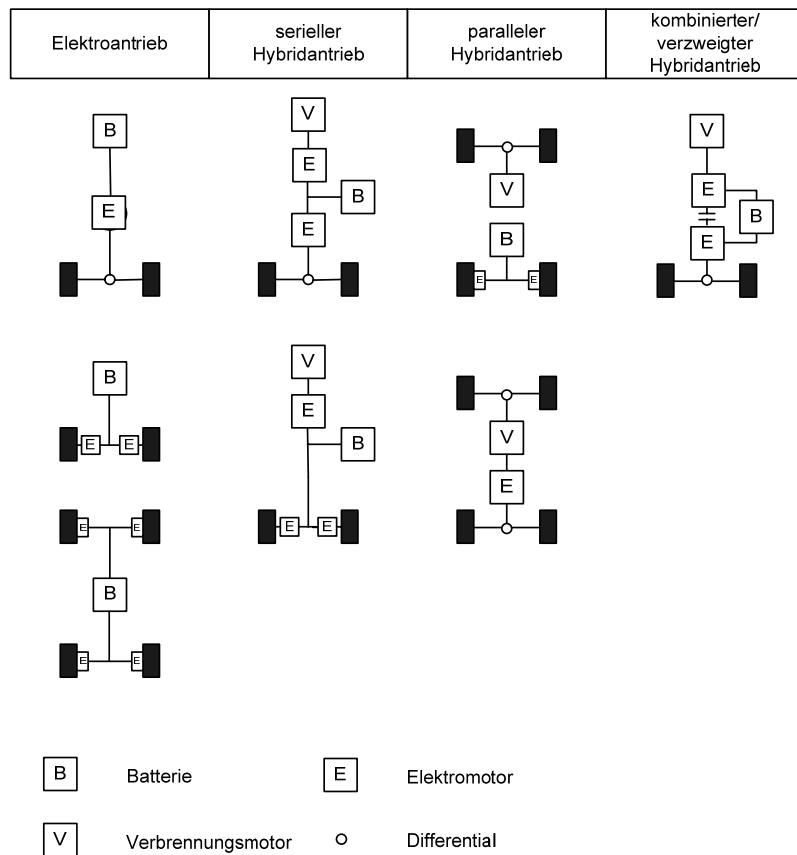 Elektroantrieb
serieller
Hybridantrieb
paralleler
Hybridantrieb
kombinierter/
verzweigter
Hybridantrieb
B
E
V
E
B
E
V
B
E
E
V
E
B
E
B
E
E
V
E
B
E
E
V
E
E
E
B
E
E
B
Batterie
E
Elektromotor
V
Verbrennungsmotor
Differential